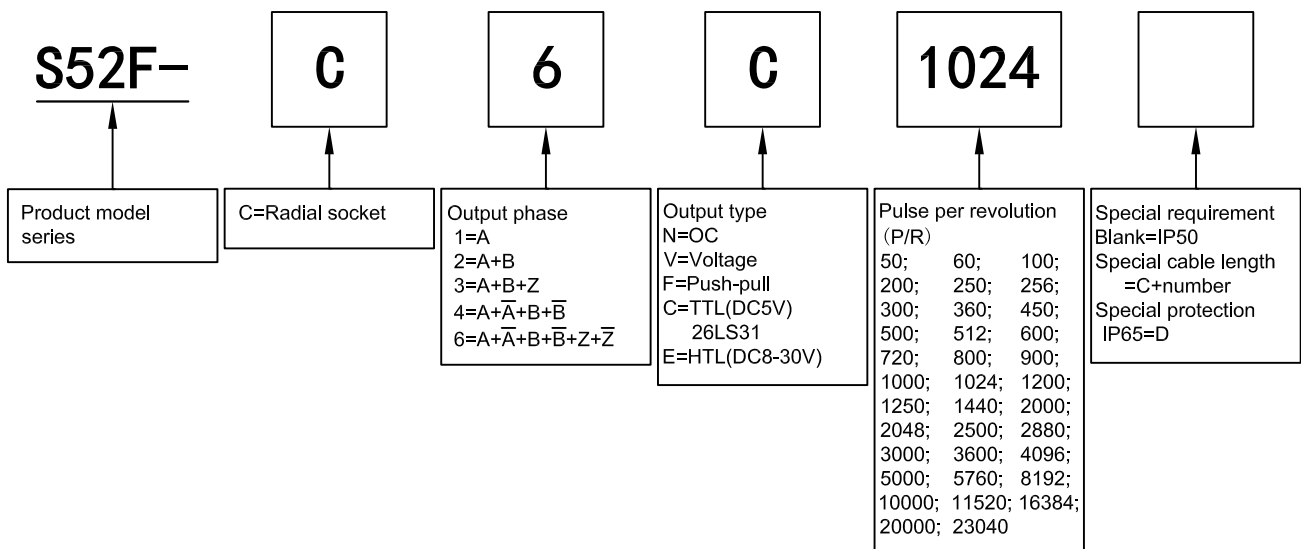 S52F- C 6 C 1024
Product model
series
C=Radial socket
Output phase
1=A
2=A+B
3=A+B+Z
4=A+A̅+B+B̅
6=A+A̅+B+B̅+Z+Z̅
Output type
N=OC
V=Voltage
F=Push-pull
C=TTL(DC5V)
26LS31
E=HTL(DC8-30V)
Pulse per revolution
（P/R）
50; 60; 100;
200; 250; 256;
300; 360; 450;
500; 512; 600;
720; 800; 900;
1000; 1024; 1200;
1250; 1440; 2000;
2048; 2500; 2880;
3000; 3600; 4096;
5000; 5760; 8192;
10000; 11520; 16384;
20000; 23040
Special requirement
Blank=IP50
Special cable length
=C+number
Special protection
IP65=D